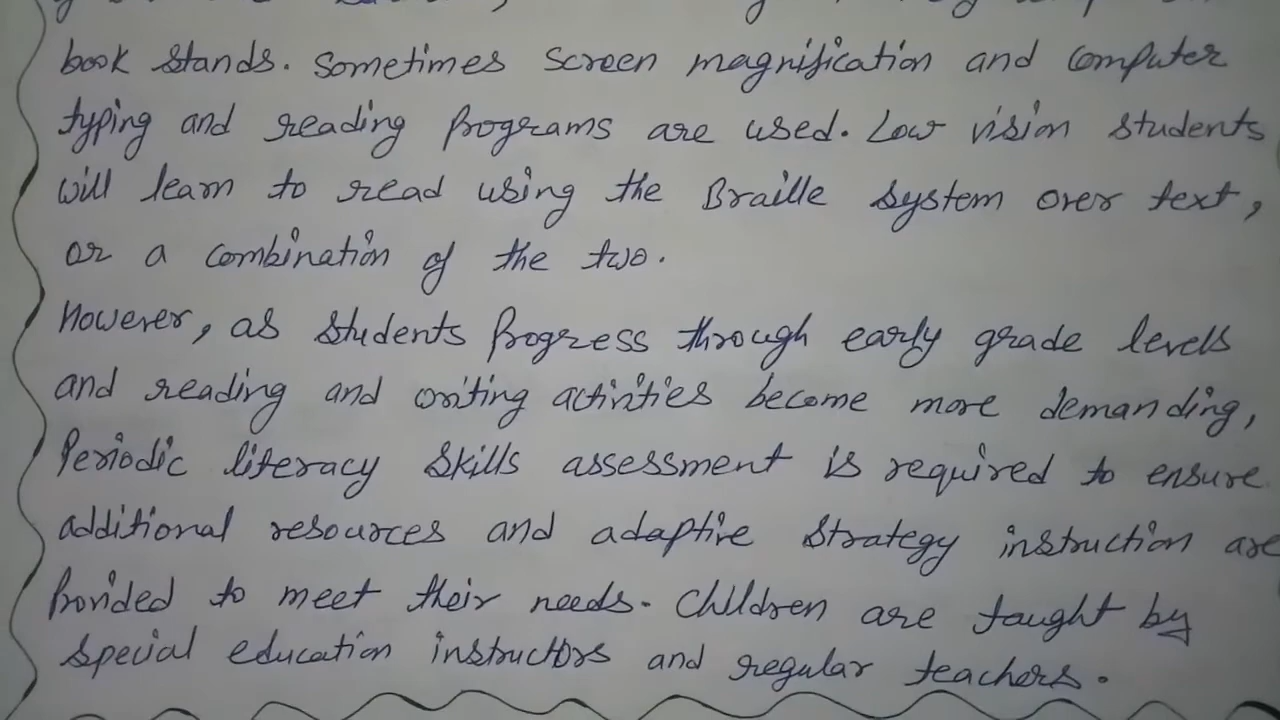 book stands. Sometimes screen magnification and computer
typing and reading programs are used. Low vision students
will learn to read using the Braille system over text,
or a combination of the two.
However, as students progress through early grade levels
and reading and writing activities become more demanding,
Periodic literacy skills assessment is required to ensure
additional resources and adaptive strategy instruction are
provided to meet their needs. Children are taught by
special education instructors and regular teachers.